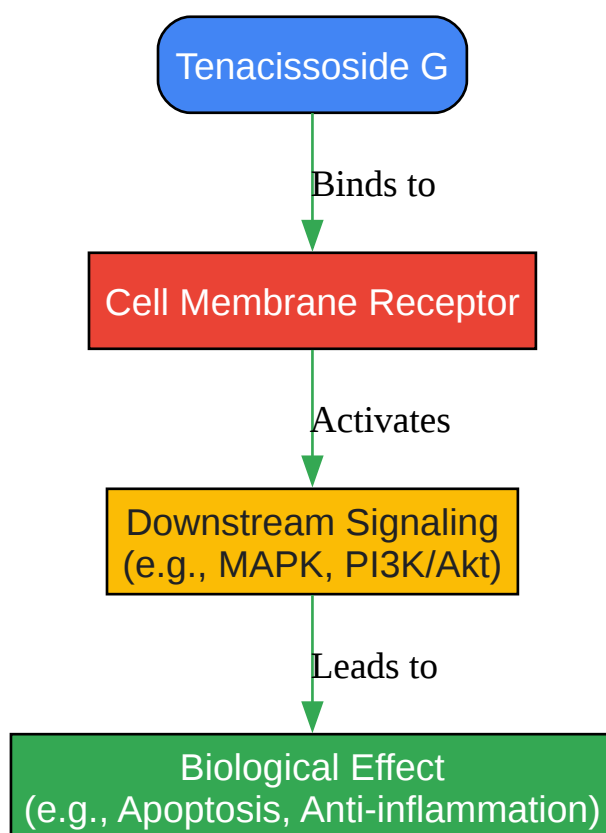 Tenacissoside G
Binds to
Cell Membrane Receptor
Activates
Downstream Signaling
(e.g., MAPK, PI3K/Akt)
Leads to
Biological Effect
(e.g., Apoptosis, Anti-inflammation)